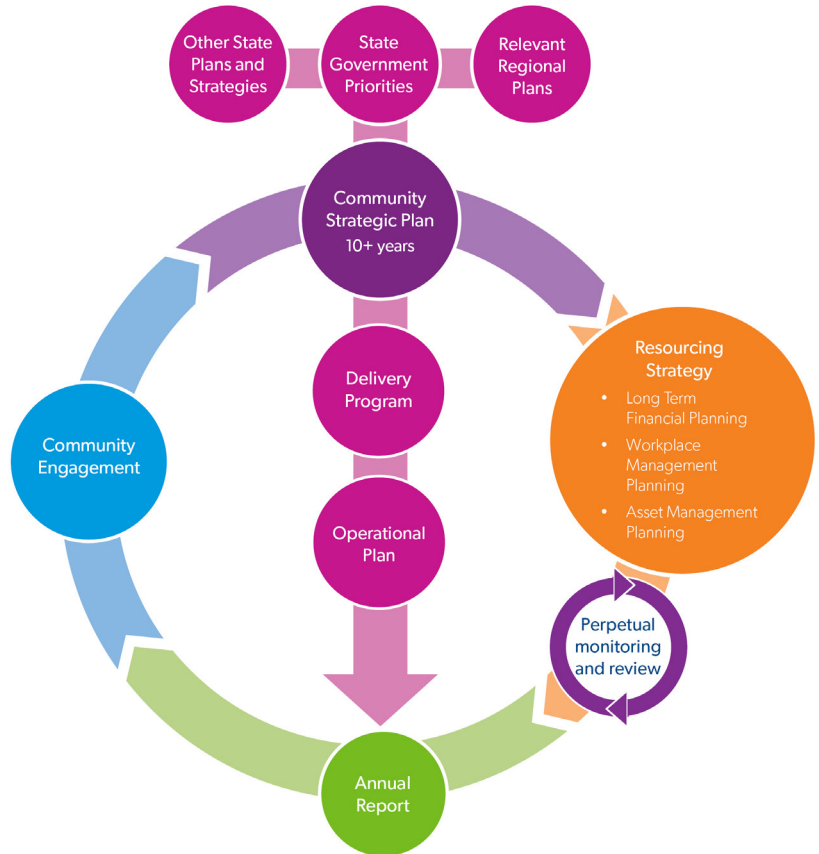 Other State
Plans and
Strategies
State
Government
Priorities
Relevant
Regional
Plans
Community
Strategic Plan
10+ years
Resourcing
Strategy
• Long Term
Financial Planning
• Workplace
Management
Planning
• Asset Management
Planning
Delivery
Program
Community
Engagement
Operational
Plan
Perpetual
monitoring
and review
Annual
Report